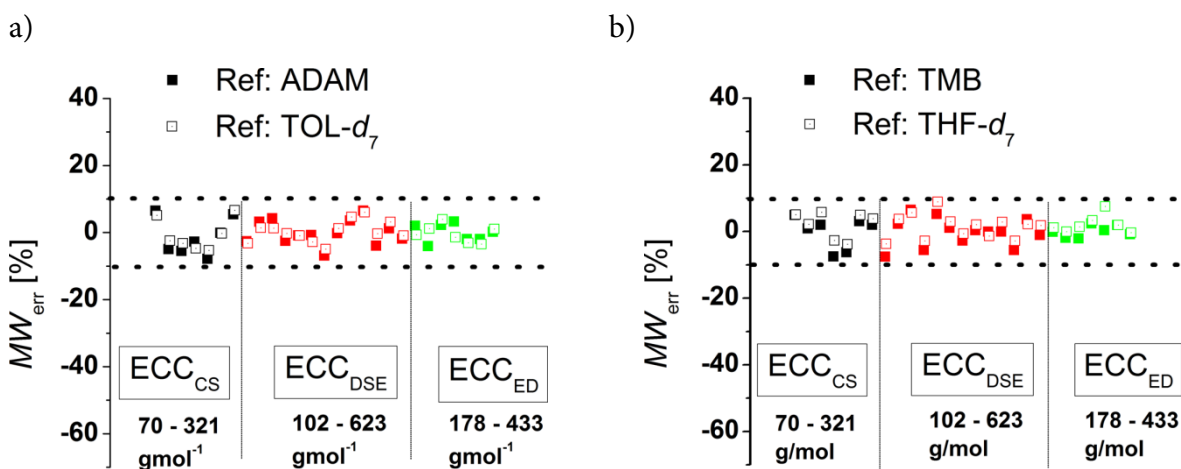 a)
Ref: ADAM
Ref: TOL-d7
MWerr [%]
40
20
0
-20
-40
-60
ECCCS
ECCDSE
ECCED
70 - 321
gmol-1
102 - 623
gmol-1
178 - 433
gmol-1
b)
Ref: TMB
Ref: THF-d7
MWerr [%]
40
20
0
-20
-40
-60
ECCCS
ECCDSE
ECCED
70 - 321
g/mol
102 - 623
g/mol
178 - 433
g/mol